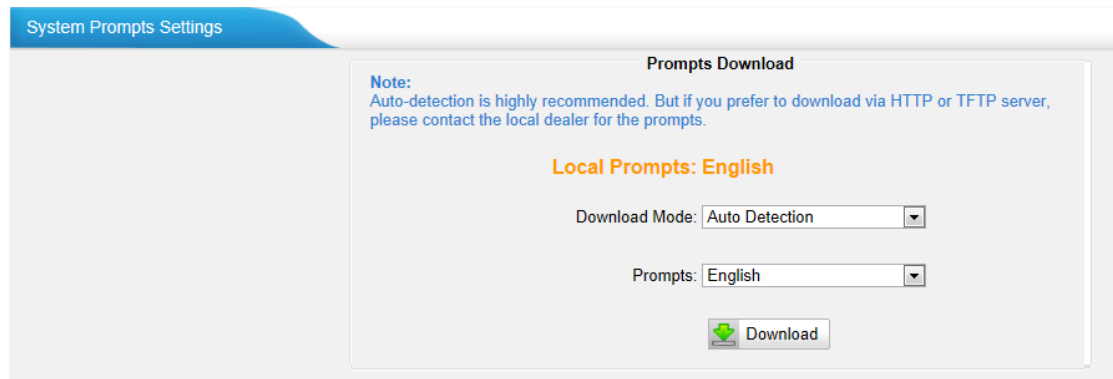 System Prompts Settings
Prompts Download
Note:
Auto-detection is highly recommended. But if you prefer to download via HTTP or TFTP server,
please contact the local dealer for the prompts.
Local Prompts: English
Download Mode: Auto Detection
Prompts: English
Download